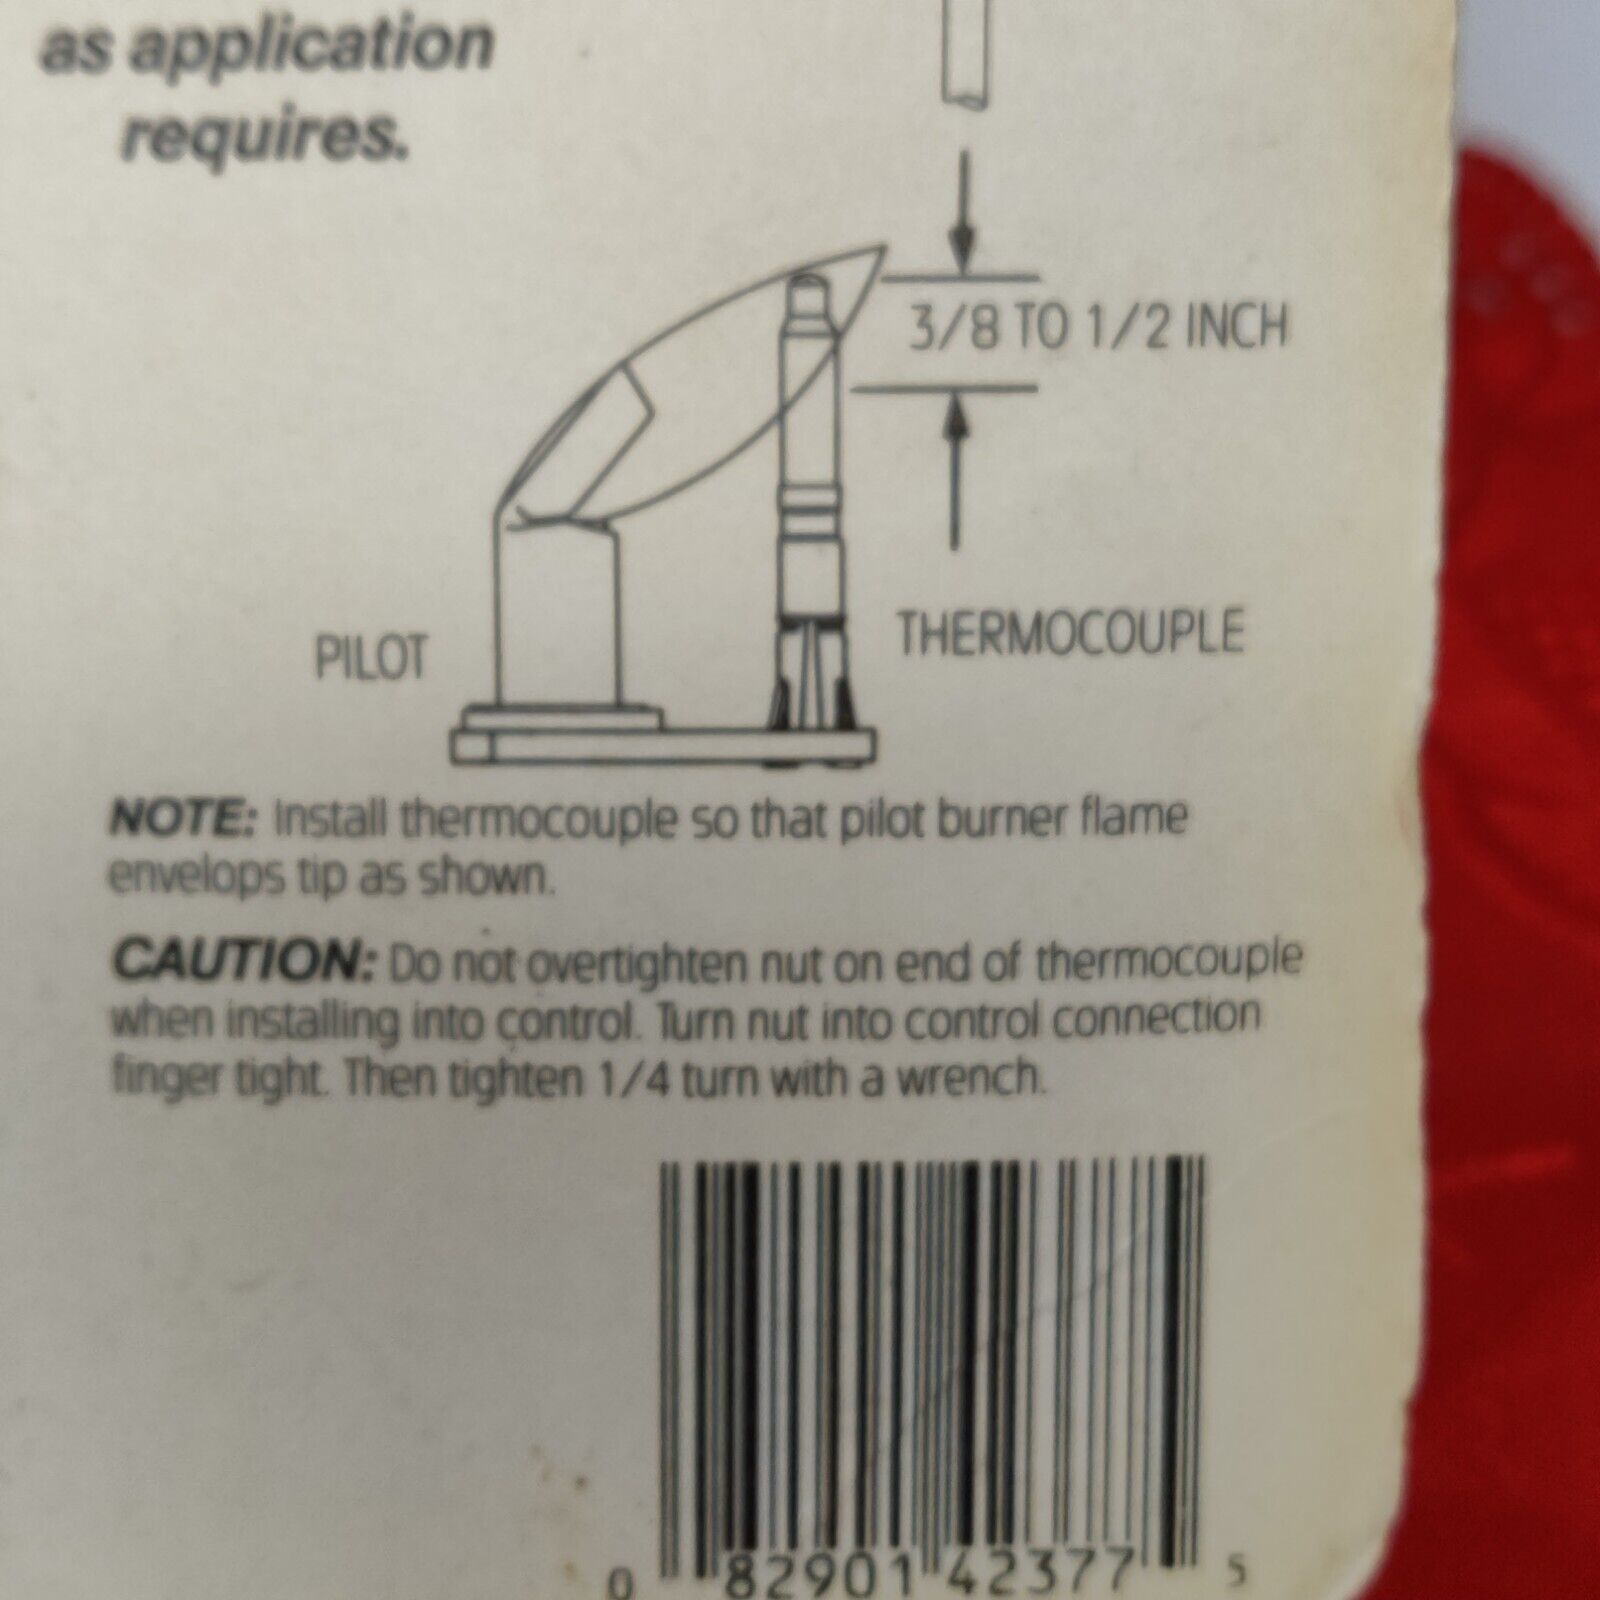 as application
requires.
3/8 TO 1/2 INCH
THERMOCOUPLE
PILOT
NOTE: Install thermocouple so that pilot burner flame
envelops tip as shown.
CAUTION: Do not overtighten nut on end of thermocouple
when installing into control. Turn nut into control connection
finger tight. Then tighten 1/4 turn with a wrench.
0 82901 42377 5